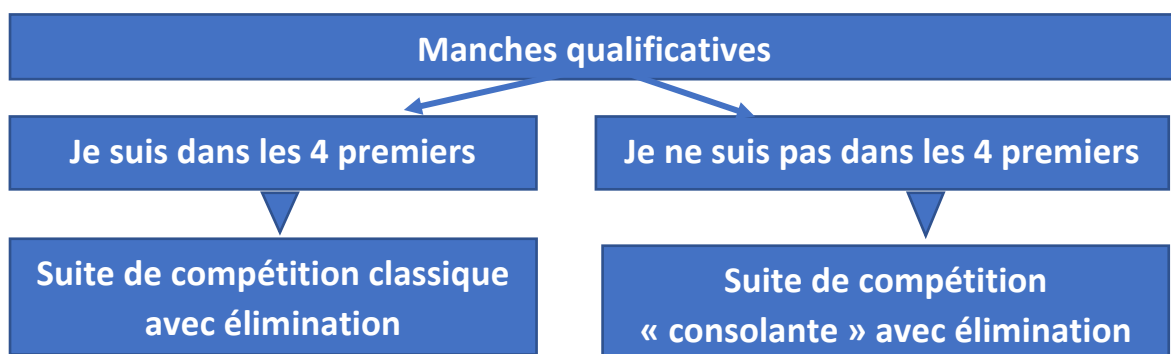 Manches qualificatives
Je suis dans les 4 premiers
Je ne suis pas dans les 4 premiers
Suite de compétition classique
avec élimination
Suite de compétition
« consolante » avec élimination